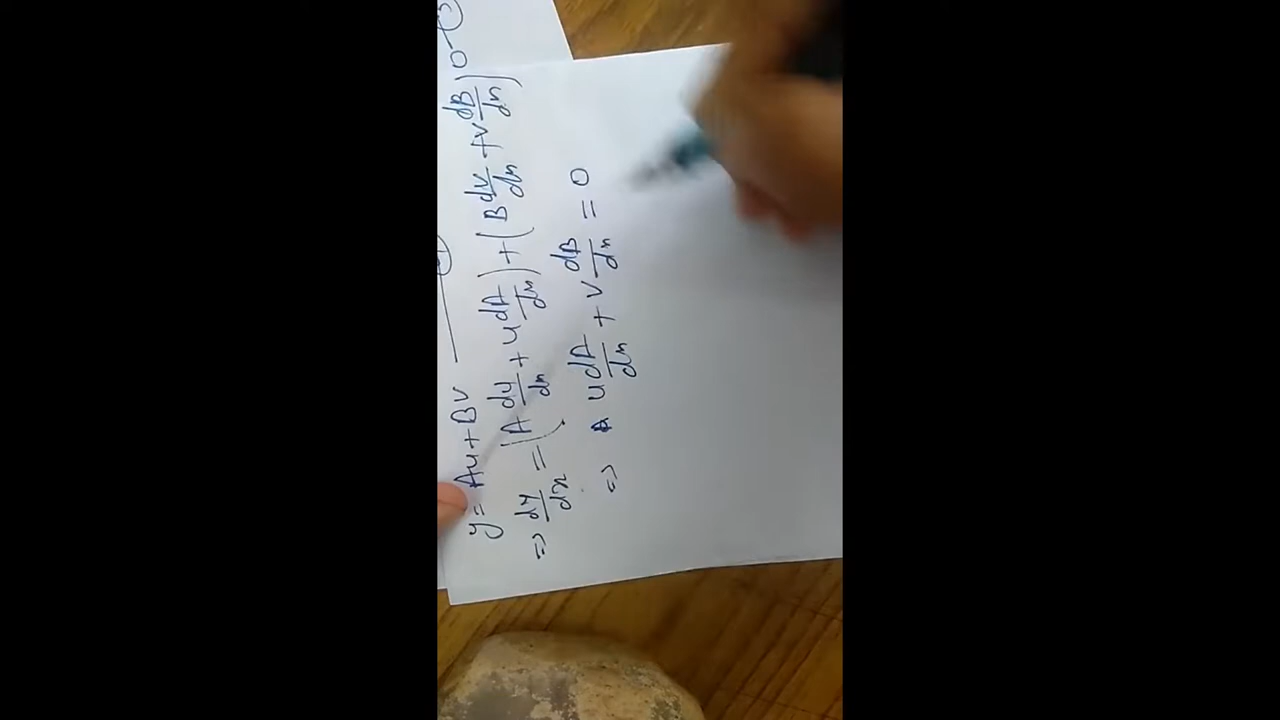 y = Au + Bv
⇒ dy/dx = (A du/dx + u dA/dx) + (B dv/dx + v dB/dx)
⇒ u dA/dx + v dB/dx = 0